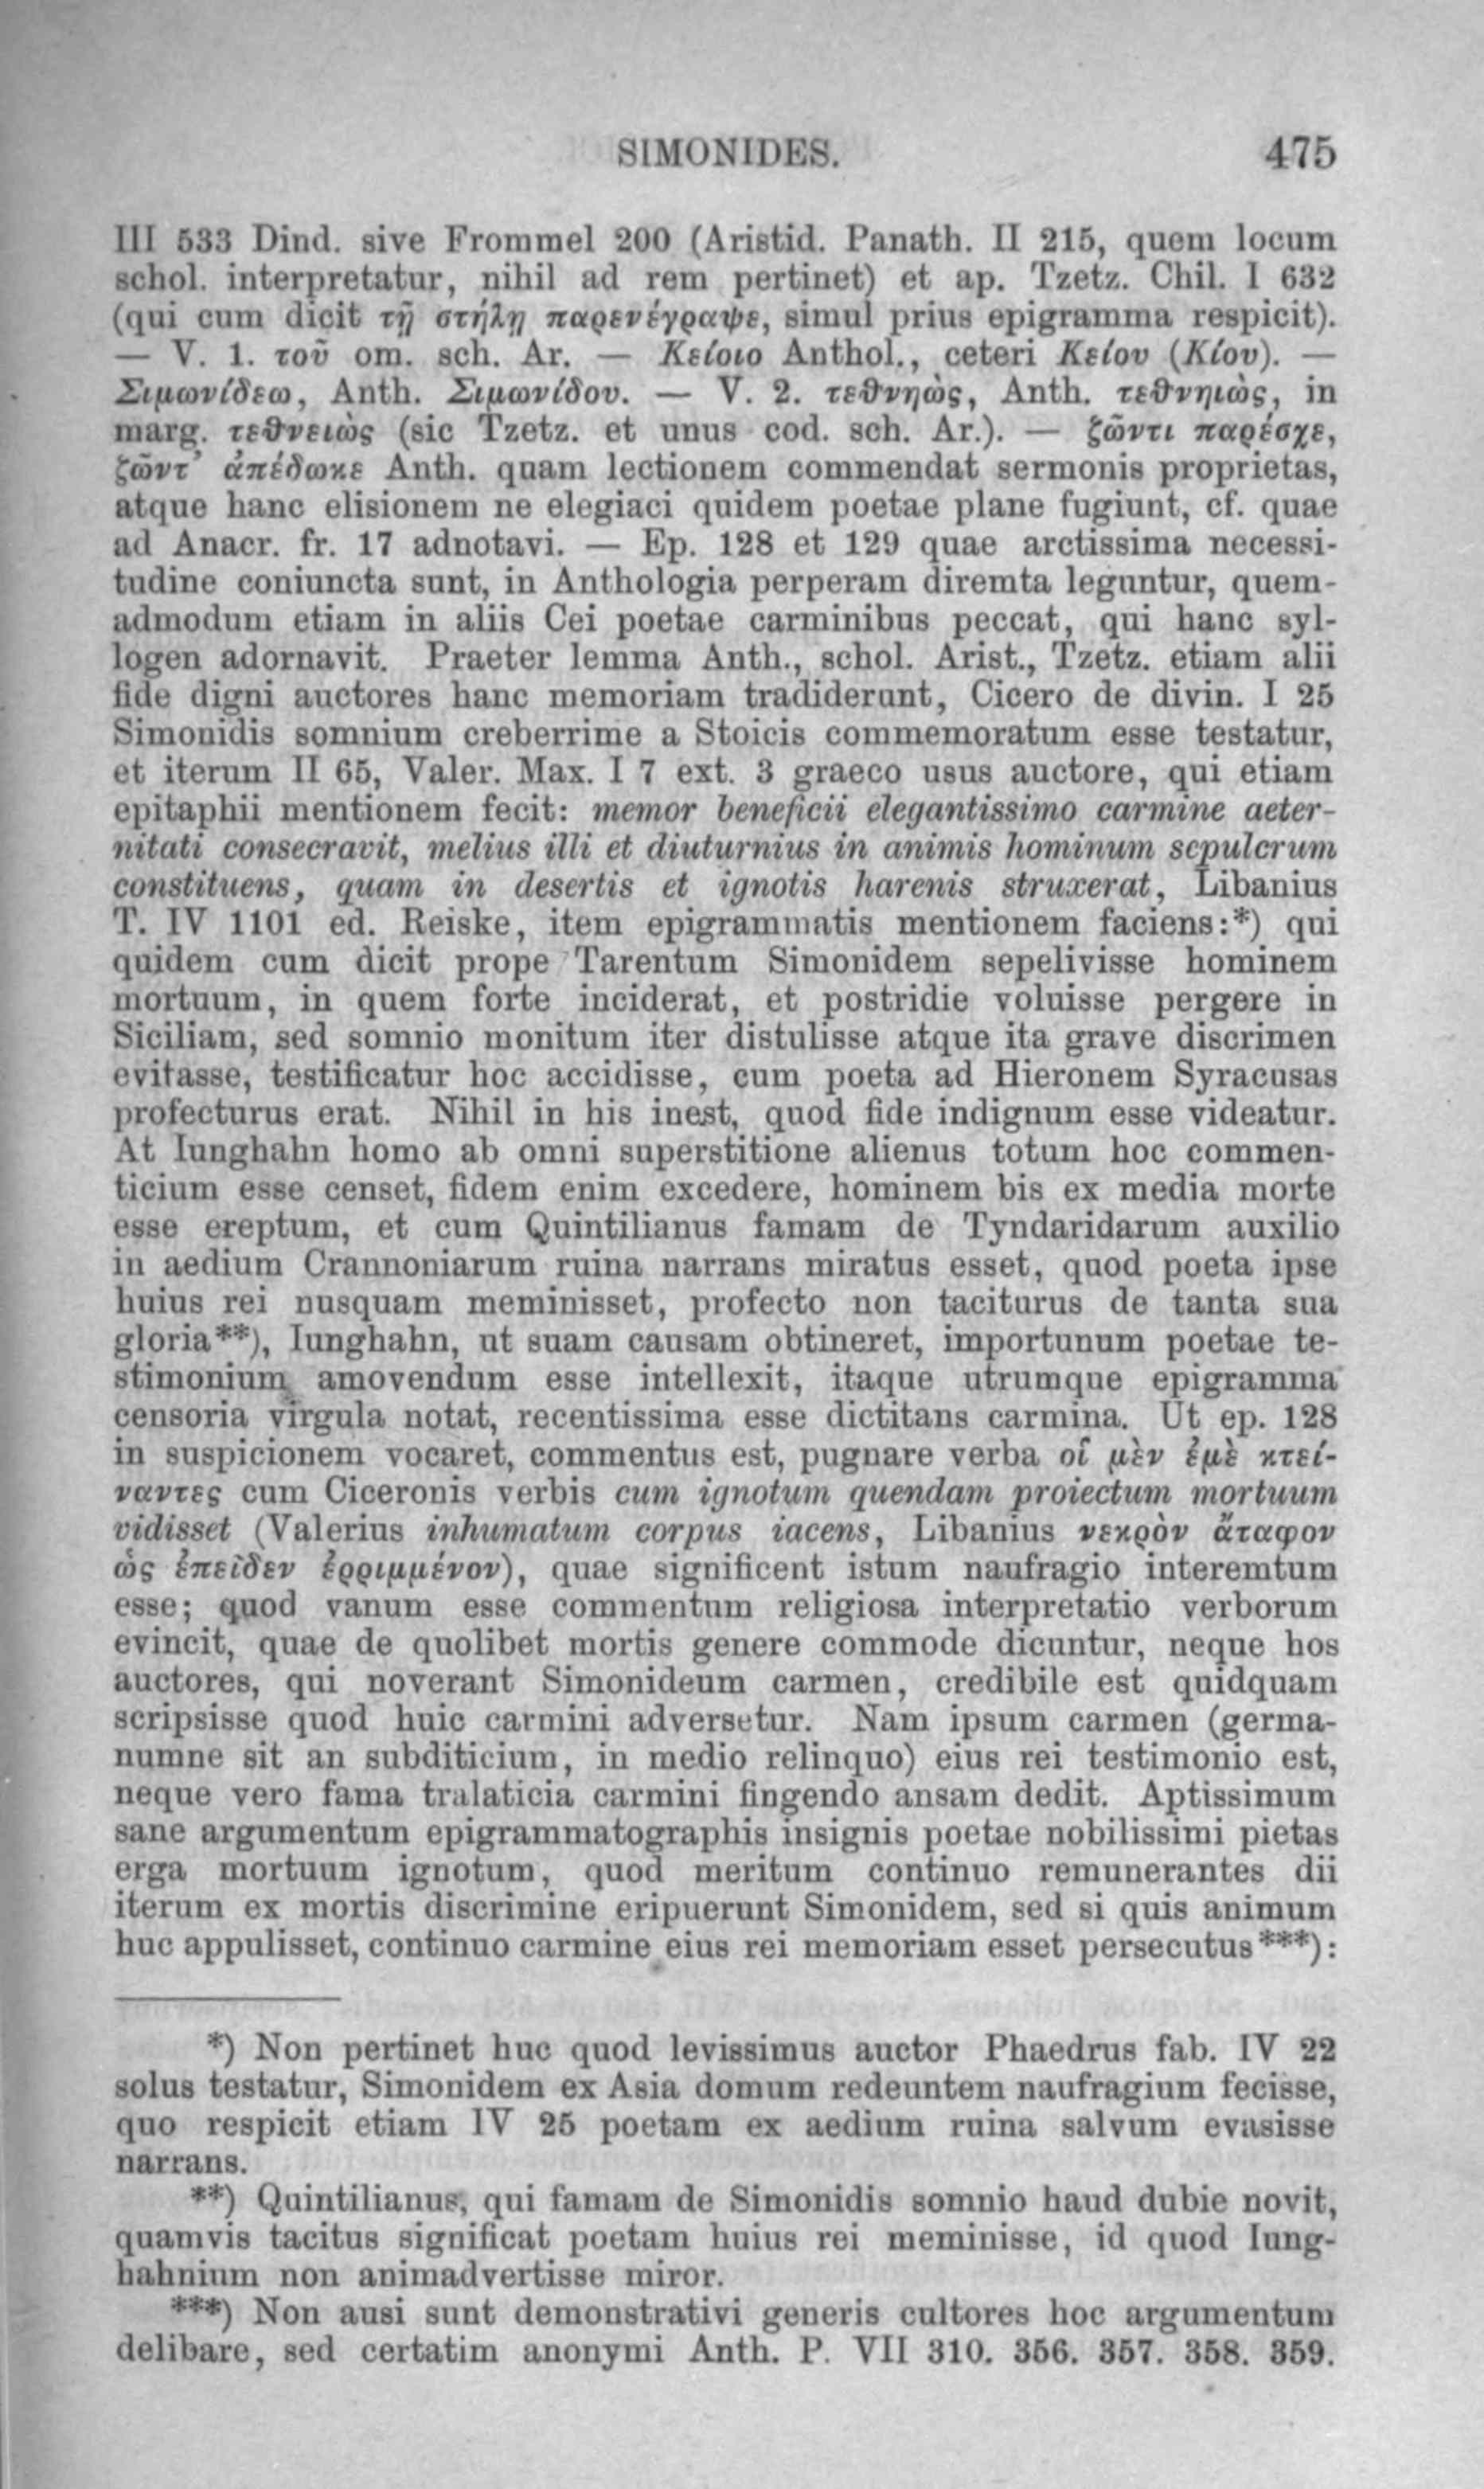 SIMONIDES. 475
III 533 Dind. sive Frommel 200 (Aristid. Panath. II 215, quem locum
schol. interpretatur, nihil ad rem pertinet) et ap. Tzetz. Chil. I 632
(qui cum dicit τῇ στήλῃ παρενέγραψε, simul prius epigramma respicit).
— V. 1. τοῦ om. sch. Ar. — Κείοιο Anthol., ceteri Κείου (Κίου). —
Σιμωνίδεω, Anth. Σιμωνίδου. — V. 2. τεθνηὼς, Anth. τεθνηιὼς, in
marg. τεθνειὼς (sic Tzetz. et unus cod. sch. Ar.). — ζῶντι παρέσχε,
ζῶντ’ ἀπέδωκε Anth. quam lectionem commendat sermonis proprietas,
atque hanc elisionem ne elegiaci quidem poetae plane fugiunt, cf. quae
ad Anacr. fr. 17 adnotavi. — Ep. 128 et 129 quae arctissima necessi-
tudine coniuncta sunt, in Anthologia perperam diremta leguntur, quem-
admodum etiam in aliis Cei poetae carminibus peccat, qui hanc syl-
logen adornavit. Praeter lemma Anth., schol. Arist., Tzetz. etiam alii
fide digni auctores hanc memoriam tradiderunt, Cicero de divin. I 25
Simonidis somnium creberrime a Stoicis commemoratum esse testatur,
et iterum II 65, Valer. Max. I 7 ext. 3 graeco usus auctore, qui etiam
epitaphii mentionem fecit: memor beneficii elegantissimo carmine aeter-
nitati consecravit, melius illi et diuturnius in animis hominum sepulcrum
constituens, quam in desertis et ignotis harenis struxerat, Libanius
T. IV 1101 ed. Reiske, item epigrammatis mentionem faciens:*) qui
quidem cum dicit prope Tarentum Simonidem sepelivisse hominem
mortuum, in quem forte inciderat, et postridie voluisse pergere in
Siciliam, sed somnio monitum iter distulisse atque ita grave discrimen
evitasse, testificatur hoc accidisse, cum poeta ad Hieronem Syracusas
profecturus erat. Nihil in his inest, quod fide indignum esse videatur.
At Iunghahn homo ab omni superstitione alienus totum hoc commen-
ticium esse censet, fidem enim excedere, hominem bis ex media morte
esse ereptum, et cum Quintilianus famam de Tyndaridarum auxilio
in aedium Crannoniarum ruina narrans miratus esset, quod poeta ipse
huius rei nusquam meminisset, profecto non taciturus de tanta sua
gloria**), Iunghahn, ut suam causam obtineret, importunum poetae te-
stimonium amovendum esse intellexit, itaque utrumque epigramma
censoria virgula notat, recentissima esse dictitans carmina. Ut ep. 128
in suspicionem vocaret, commentus est, pugnare verba οἳ μὲν ἐμὲ κτεί-
ναντες cum Ciceronis verbis cum ignotum quendam proiectum mortuum
vidisset (Valerius inhumatum corpus iacens, Libanius νεκρὸν ἄταφον
ὡς ἐπεῖδεν ἐρριμμένον), quae significent istum naufragio interemtum
esse; quod vanum esse commentum religiosa interpretatio verborum
evincit, quae de quolibet mortis genere commode dicuntur, neque hos
auctores, qui noverant Simonideum carmen, credibile est quidquam
scripsisse quod huic carmini adversetur. Nam ipsum carmen (germa-
numne sit an subditicium, in medio relinquo) eius rei testimonio est,
neque vero fama tralaticia carmini fingendo ansam dedit. Aptissimum
sane argumentum epigrammatographis insignis poetae nobilissimi pietas
erga mortuum ignotum, quod meritum continuo remunerantes dii
iterum ex mortis discrimine eripuerunt Simonidem, sed si quis animum
huc appulisset, continuo carmine eius rei memoriam esset persecutus***):
*) Non pertinet huc quod levissimus auctor Phaedrus fab. IV 22
solus testatur, Simonidem ex Asia domum redeuntem naufragium fecisse,
quo respicit etiam IV 25 poetam ex aedium ruina salvum evasisse
narrans.
**) Quintilianus, qui famam de Simonidis somnio haud dubie novit,
quamvis tacitus significat poetam huius rei meminisse, id quod Iung-
hahnium non animadvertisse miror.
***) Non ausi sunt demonstrativi generis cultores hoc argumentum
delibare, sed certatim anonymi Anth. P. VII 310. 356. 357. 358. 359.